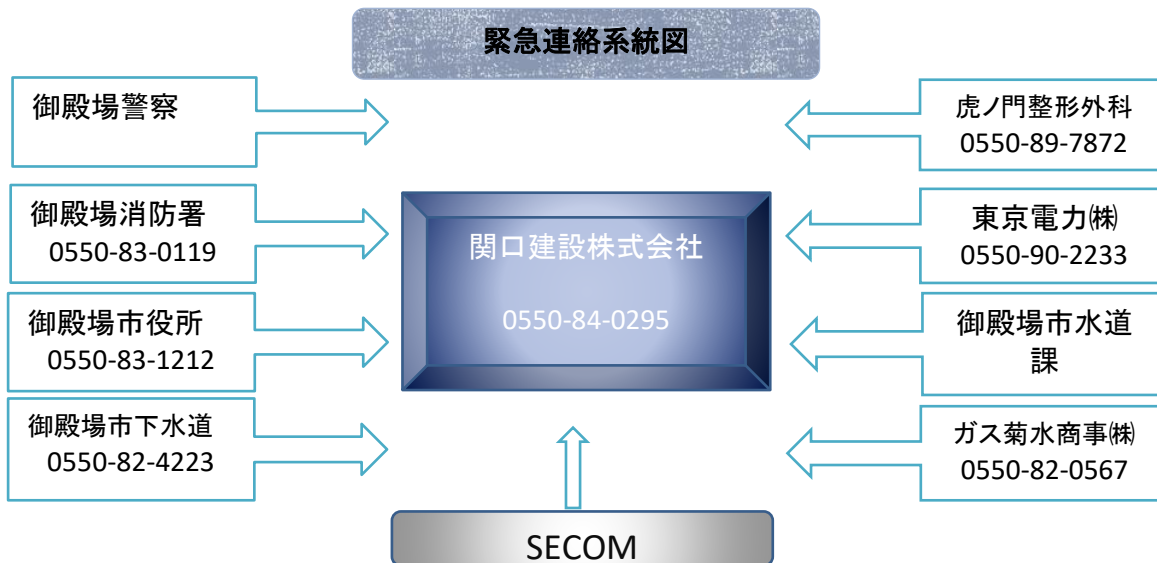 緊急連絡系統図
御殿場警察
御殿場消防署
0550-83-0119
御殿場市役所
0550-83-1212
御殿場市下水道
0550-82-4223
関口建設株式会社
0550-84-0295
虎ノ門整形外科
0550-89-7872
東京電力㈱
0550-90-2233
御殿場市水道
課
ガス菊水商事㈱
0550-82-0567
SECOM